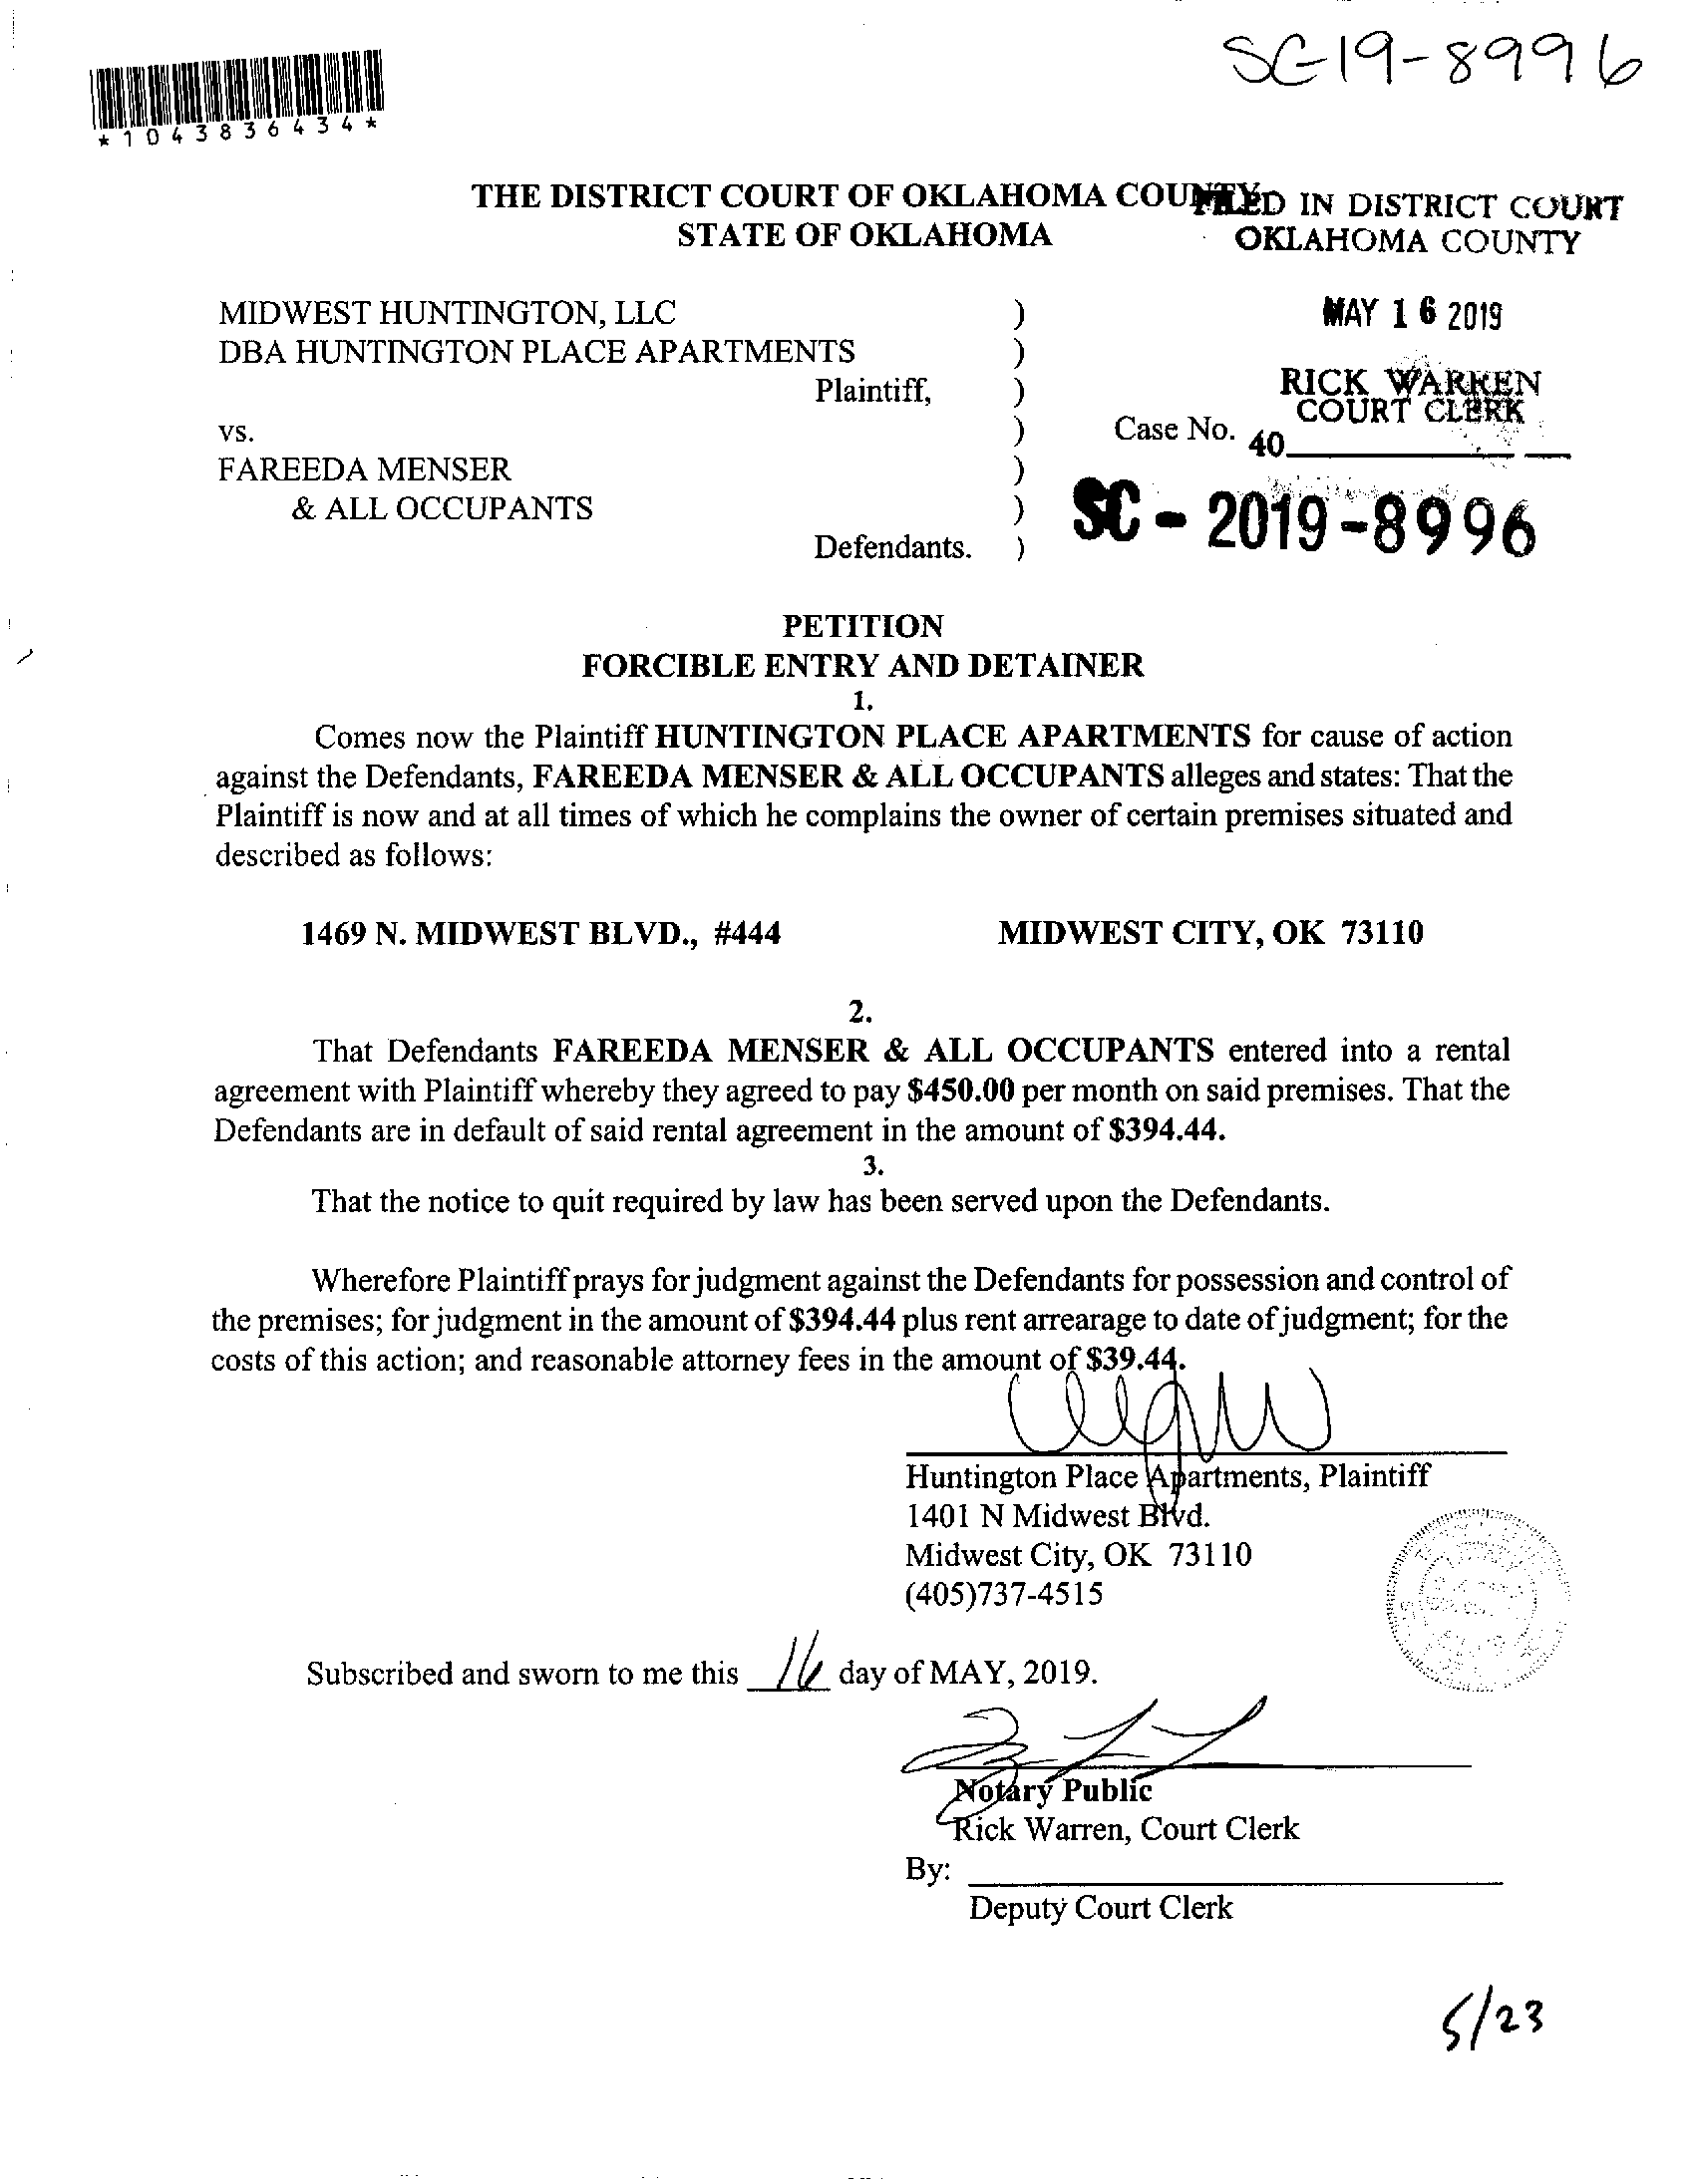 SC-19-8996
*1043836434*
THE DISTRICT COURT OF OKLAHOMA COUNTY
STATE OF OKLAHOMA
FILED IN DISTRICT COURT
OKLAHOMA COUNTY
MAY 16 2019
RICK WARREN
COURT CLERK
40
MIDWEST HUNTINGTON, LLC )
DBA HUNTINGTON PLACE APARTMENTS )
Plaintiff, )
vs. ) Case No.
FAREEDA MENSER )
& ALL OCCUPANTS ) SC - 2019-8996
Defendants. )
PETITION
FORCIBLE ENTRY AND DETAINER
1.
Comes now the Plaintiff HUNTINGTON PLACE APARTMENTS for cause of action
against the Defendants, FAREEDA MENSER & ALL OCCUPANTS alleges and states: That the
Plaintiff is now and at all times of which he complains the owner of certain premises situated and
described as follows:
1469 N. MIDWEST BLVD., #444 MIDWEST CITY, OK 73110
2.
That Defendants FAREEDA MENSER & ALL OCCUPANTS entered into a rental
agreement with Plaintiff whereby they agreed to pay $450.00 per month on said premises. That the
Defendants are in default of said rental agreement in the amount of $394.44.
3.
That the notice to quit required by law has been served upon the Defendants.
Wherefore Plaintiff prays for judgment against the Defendants for possession and control of
the premises; for judgment in the amount of $394.44 plus rent arrearage to date of judgment; for the
costs of this action; and reasonable attorney fees in the amount of $39.44.
Huntington Place Apartments, Plaintiff
1401 N Midwest Blvd.
Midwest City, OK 73110
(405)737-4515
Subscribed and sworn to me this 16 day of MAY, 2019.
Notary Public
Rick Warren, Court Clerk
By:
Deputy Court Clerk
5/23